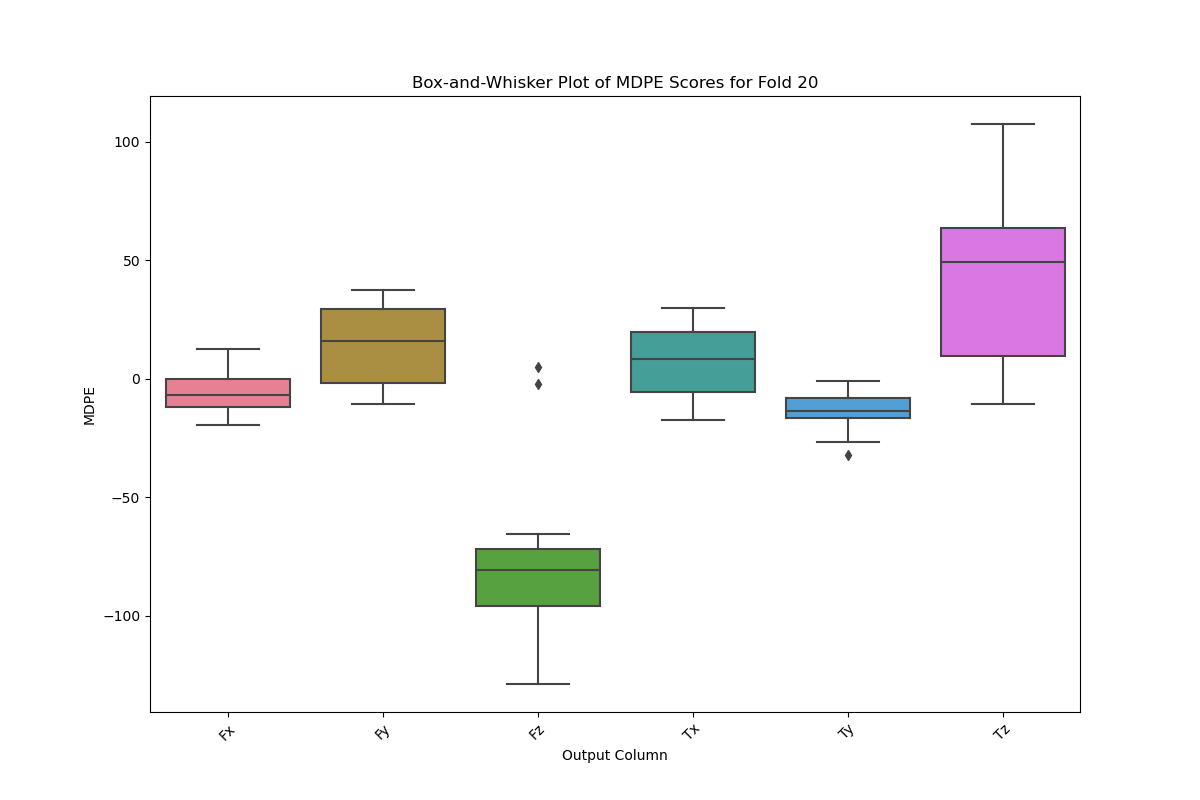 Box-and-Whisker Plot of MDPE Scores for Fold 20
MDPE
100
50
0
−50
−100
Fx
Fy
Fz
Tx
Ty
Tz
Output Column